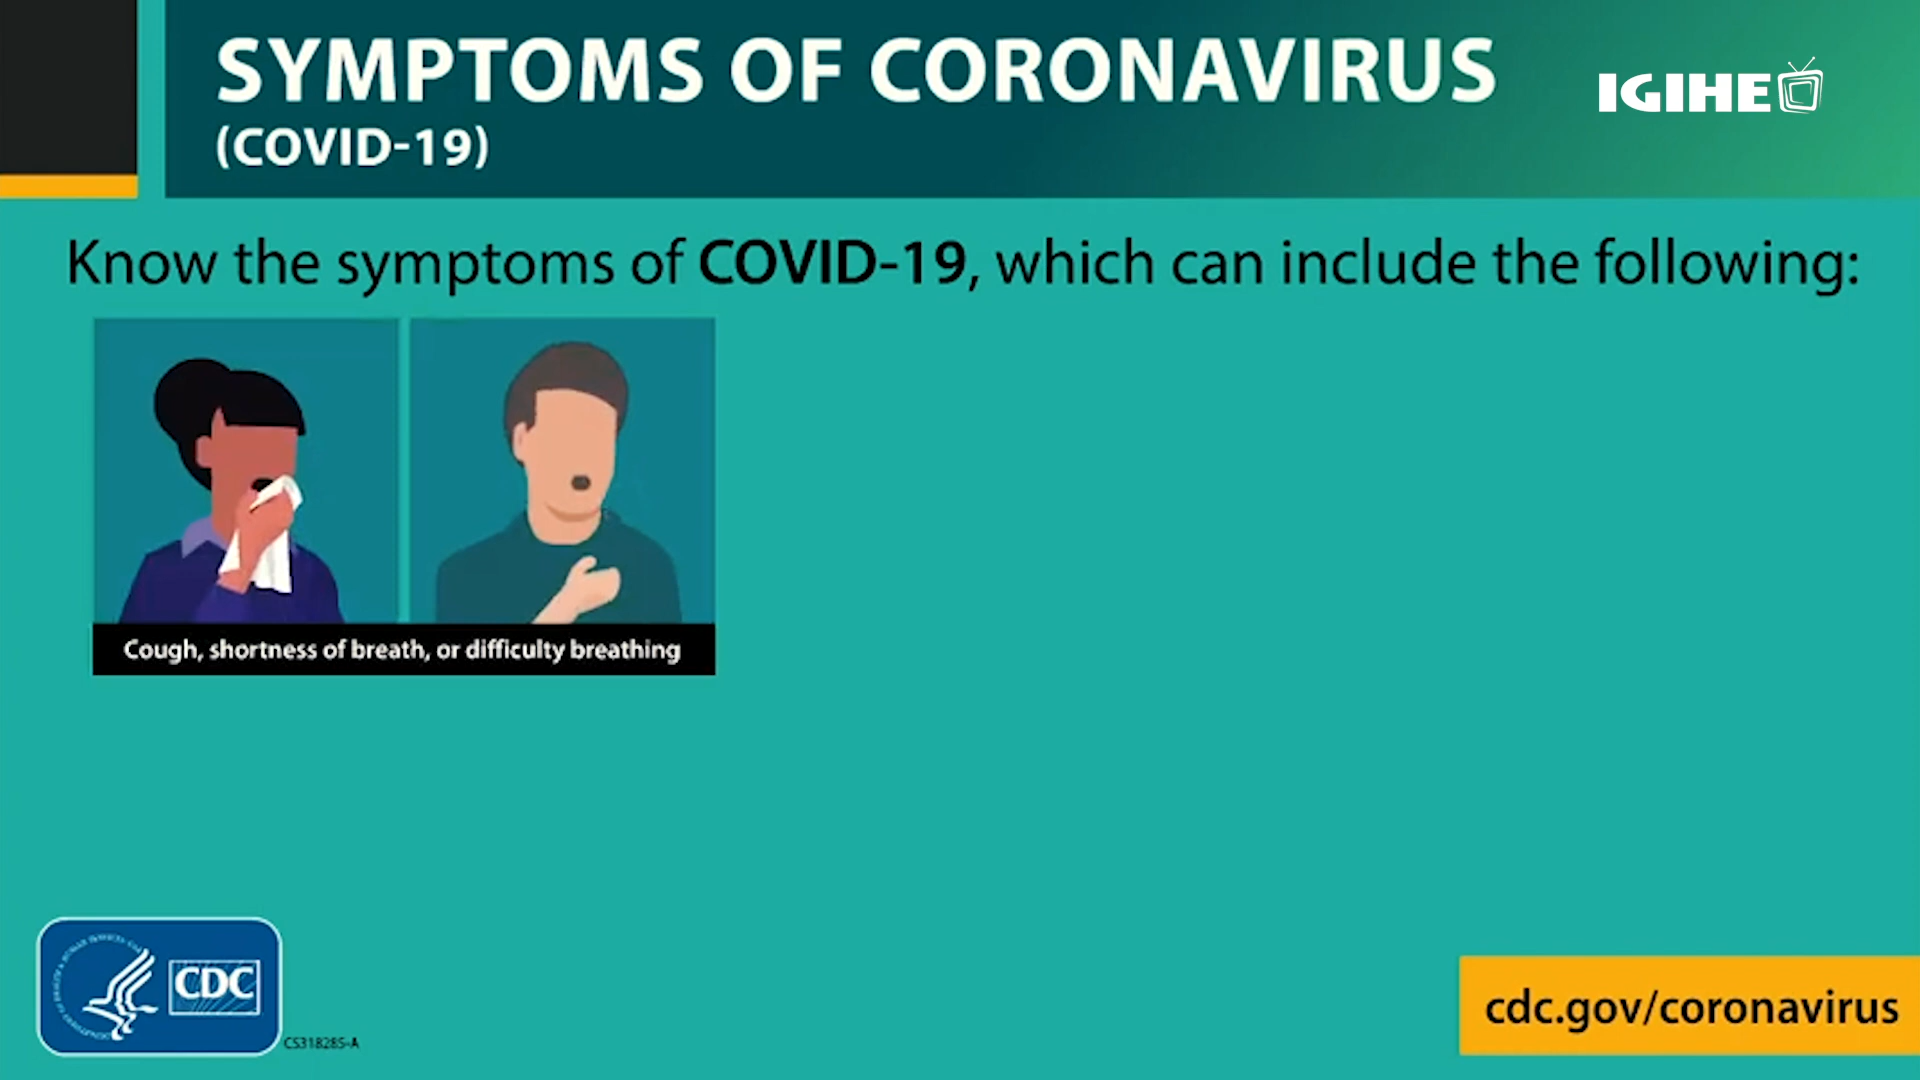 SYMPTOMS OF CORONAVIRUS
(COVID-19)
IGIHE
Know the symptoms of COVID-19, which can include the following:
Cough, shortness of breath, or difficulty breathing
CDC
CS318285-A
cdc.gov/coronavirus